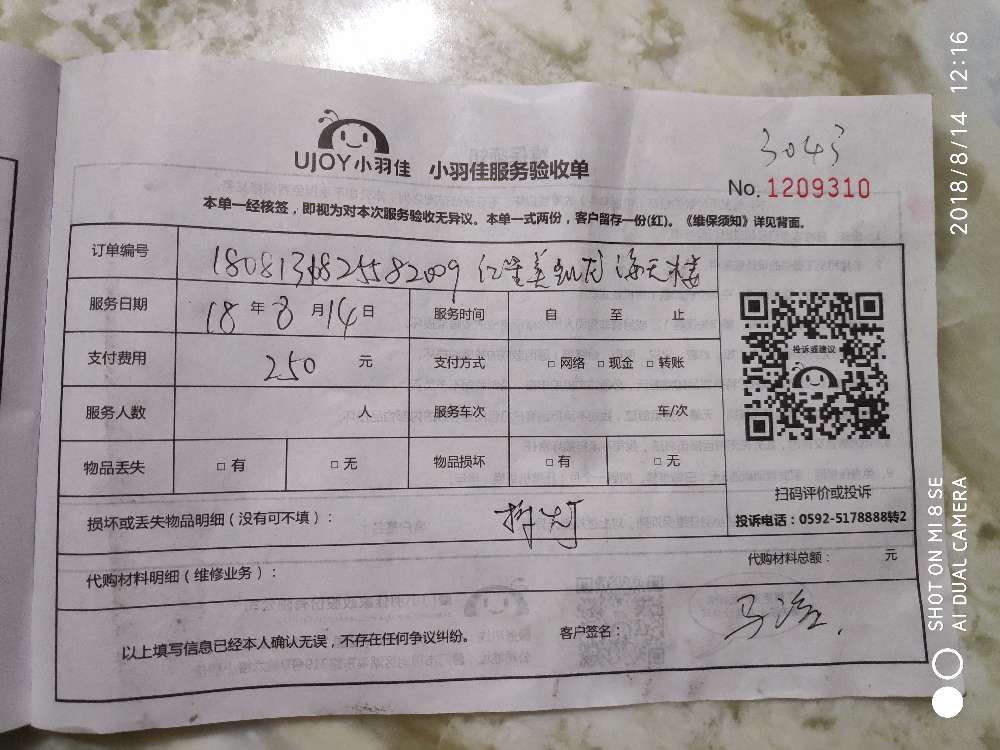 UJOY小羽佳 小羽佳服务验收单
3043
No. 1209310
本单一经核签，即视为对本次服务验收无异议。本单一式两份，客户留存一份(红)。《维保须知》详见背面。
订单编号 红星美凯龙 海天楼
服务日期 18 年 8 月 14 日 服务时间 自 至 止
支付费用 250 元 支付方式 □ 网络 □ 现金 □ 转账
服务人数 人 服务车次 车/次
物品丢失 □ 有 □ 无 物品损坏 □ 有 □ 无
投诉或建议
扫码评价或投诉
投诉电话：0592-5178888转2
损坏或丢失物品明细（没有可不填）：
代购材料明细（维修业务）： 代购材料总额： 元
以上填写信息已经本人确认无误，不存在任何争议纠纷。 客户签名：
2018/8/14 12:16
SHOT ON MI 8 SE
AI DUAL CAMERA